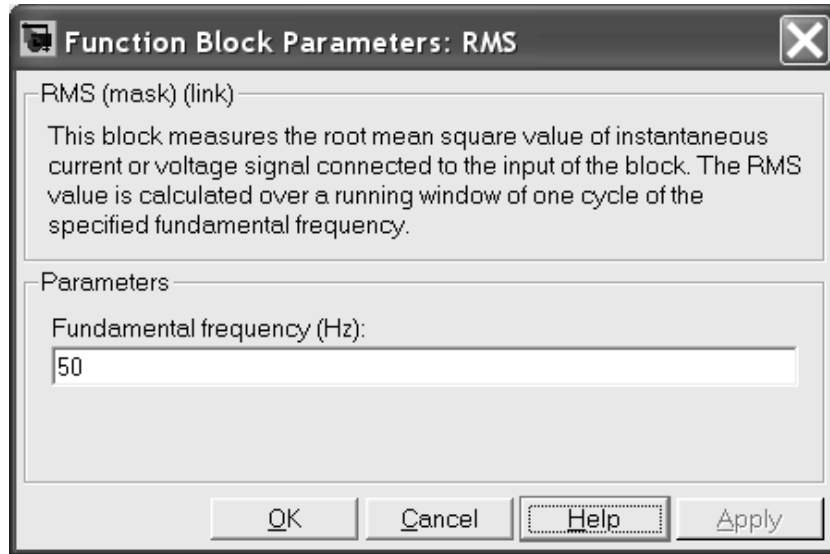 Function Block Parameters: RMS
RMS (mask) (link)
This block measures the root mean square value of instantaneous
current or voltage signal connected to the input of the block. The RMS
value is calculated over a running window of one cycle of the
specified fundamental frequency.
Parameters
Fundamental frequency (Hz):
50
OK Cancel Help Apply